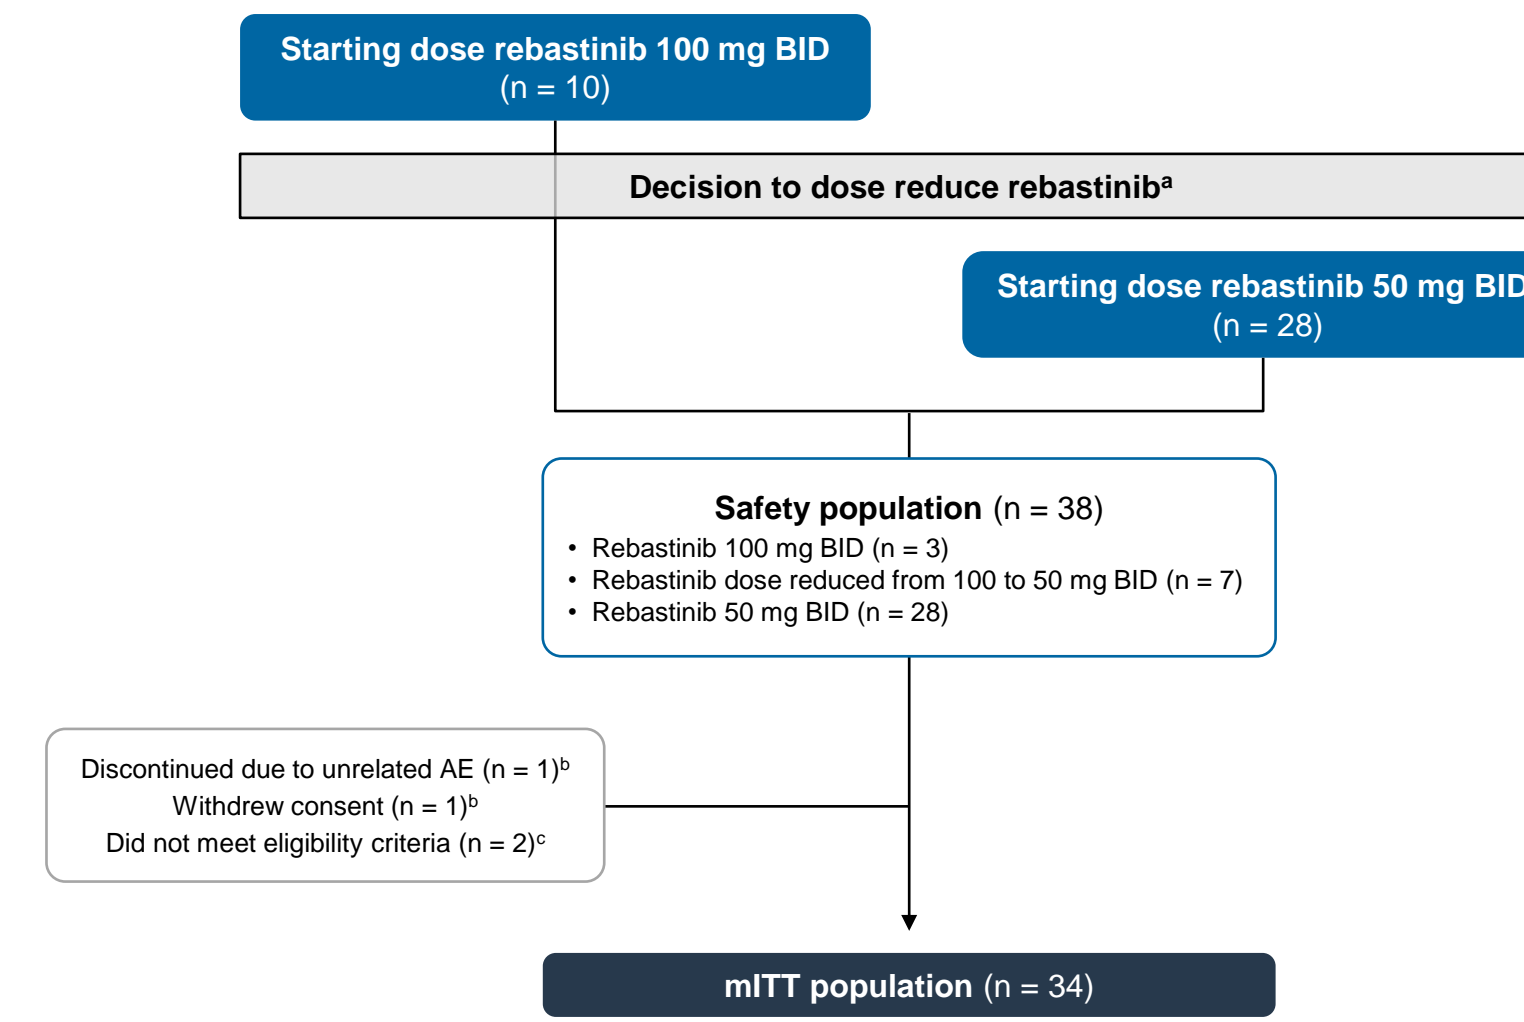 Starting dose rebastinib 100 mg BID
(n = 10)
Decision to dose reduce rebastinibᵃ
Starting dose rebastinib 50 mg BID
(n = 28)
Safety population (n = 38)
• Rebastinib 100 mg BID (n = 3)
• Rebastinib dose reduced from 100 to 50 mg BID (n = 7)
• Rebastinib 50 mg BID (n = 28)
Discontinued due to unrelated AE (n = 1)ᵇ
Withdrew consent (n = 1)ᵇ
Did not meet eligibility criteria (n = 2)ᶜ
mITT population (n = 34)